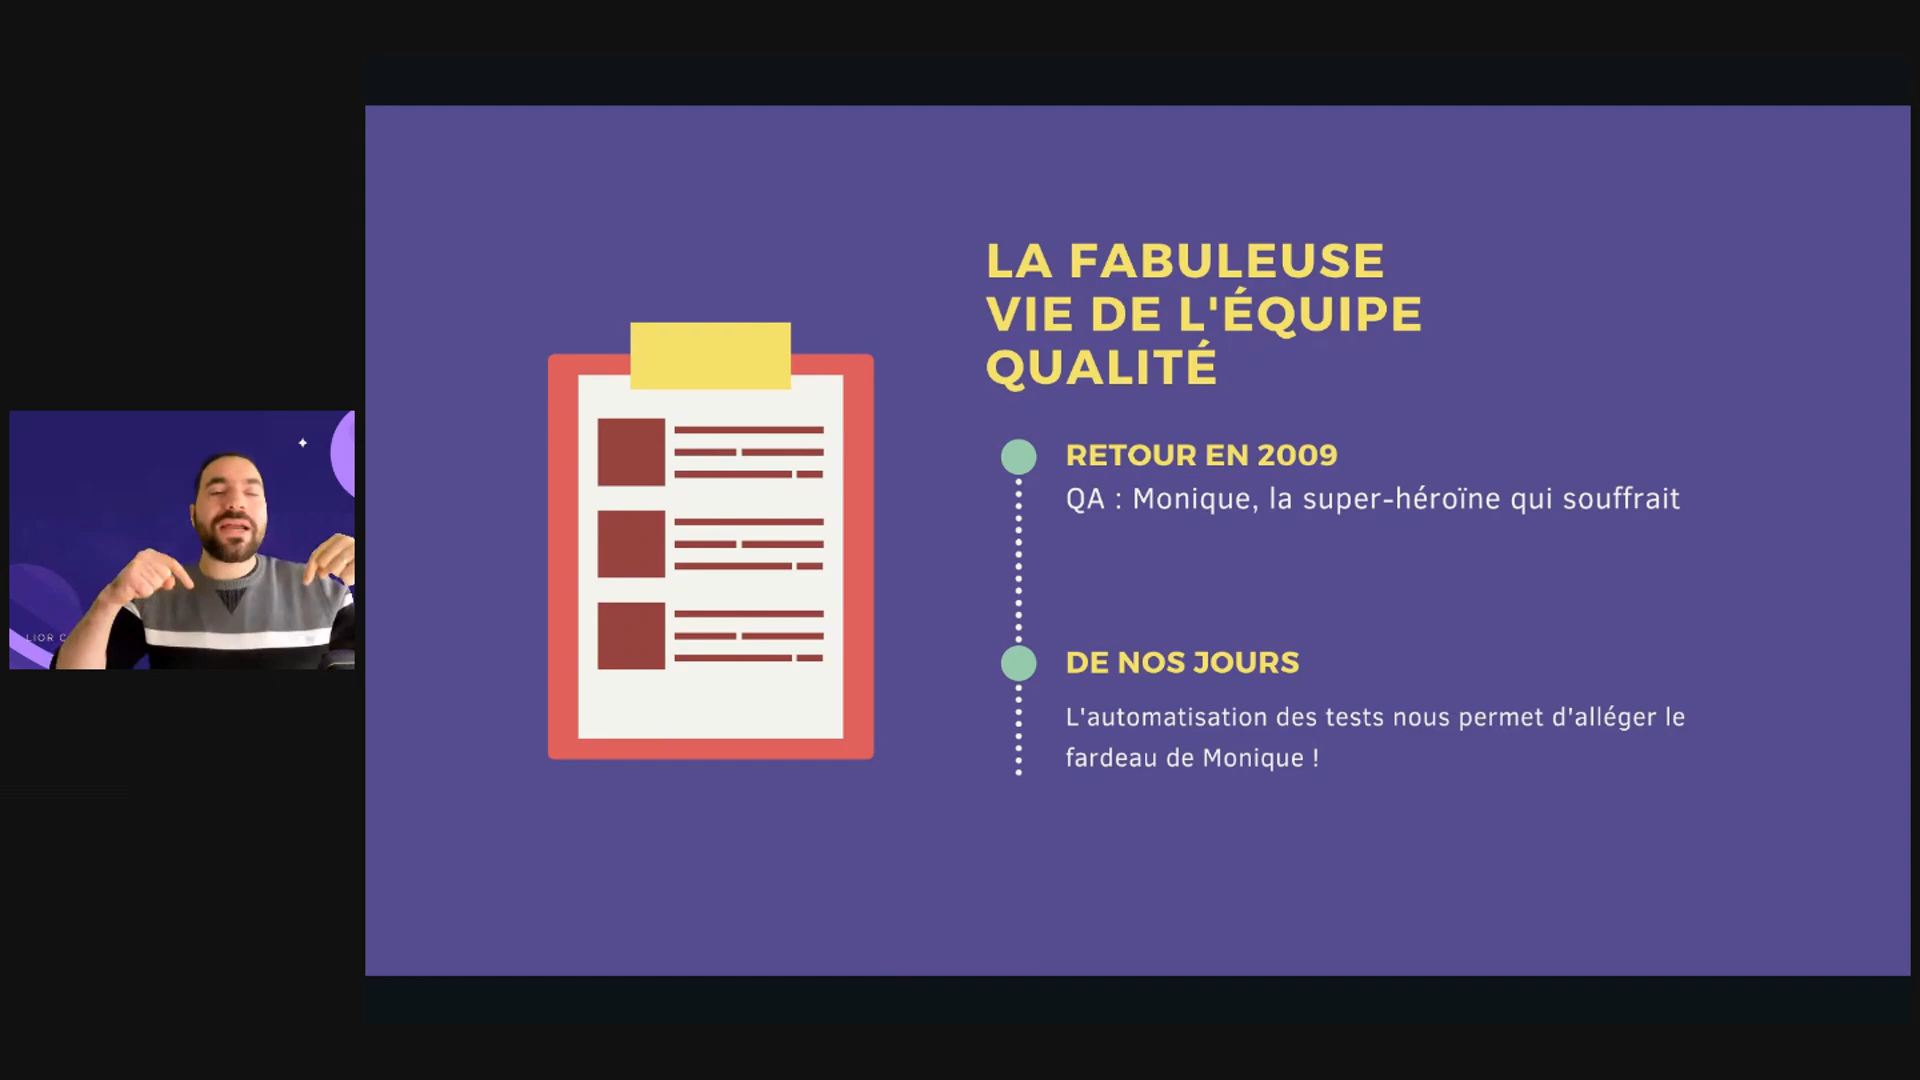 LA FABULEUSE
VIE DE L'ÉQUIPE
QUALITÉ
RETOUR EN 2009
QA : Monique, la super-héroïne qui souffrait
DE NOS JOURS
L'automatisation des tests nous permet d'alléger le
fardeau de Monique !
LIOR C